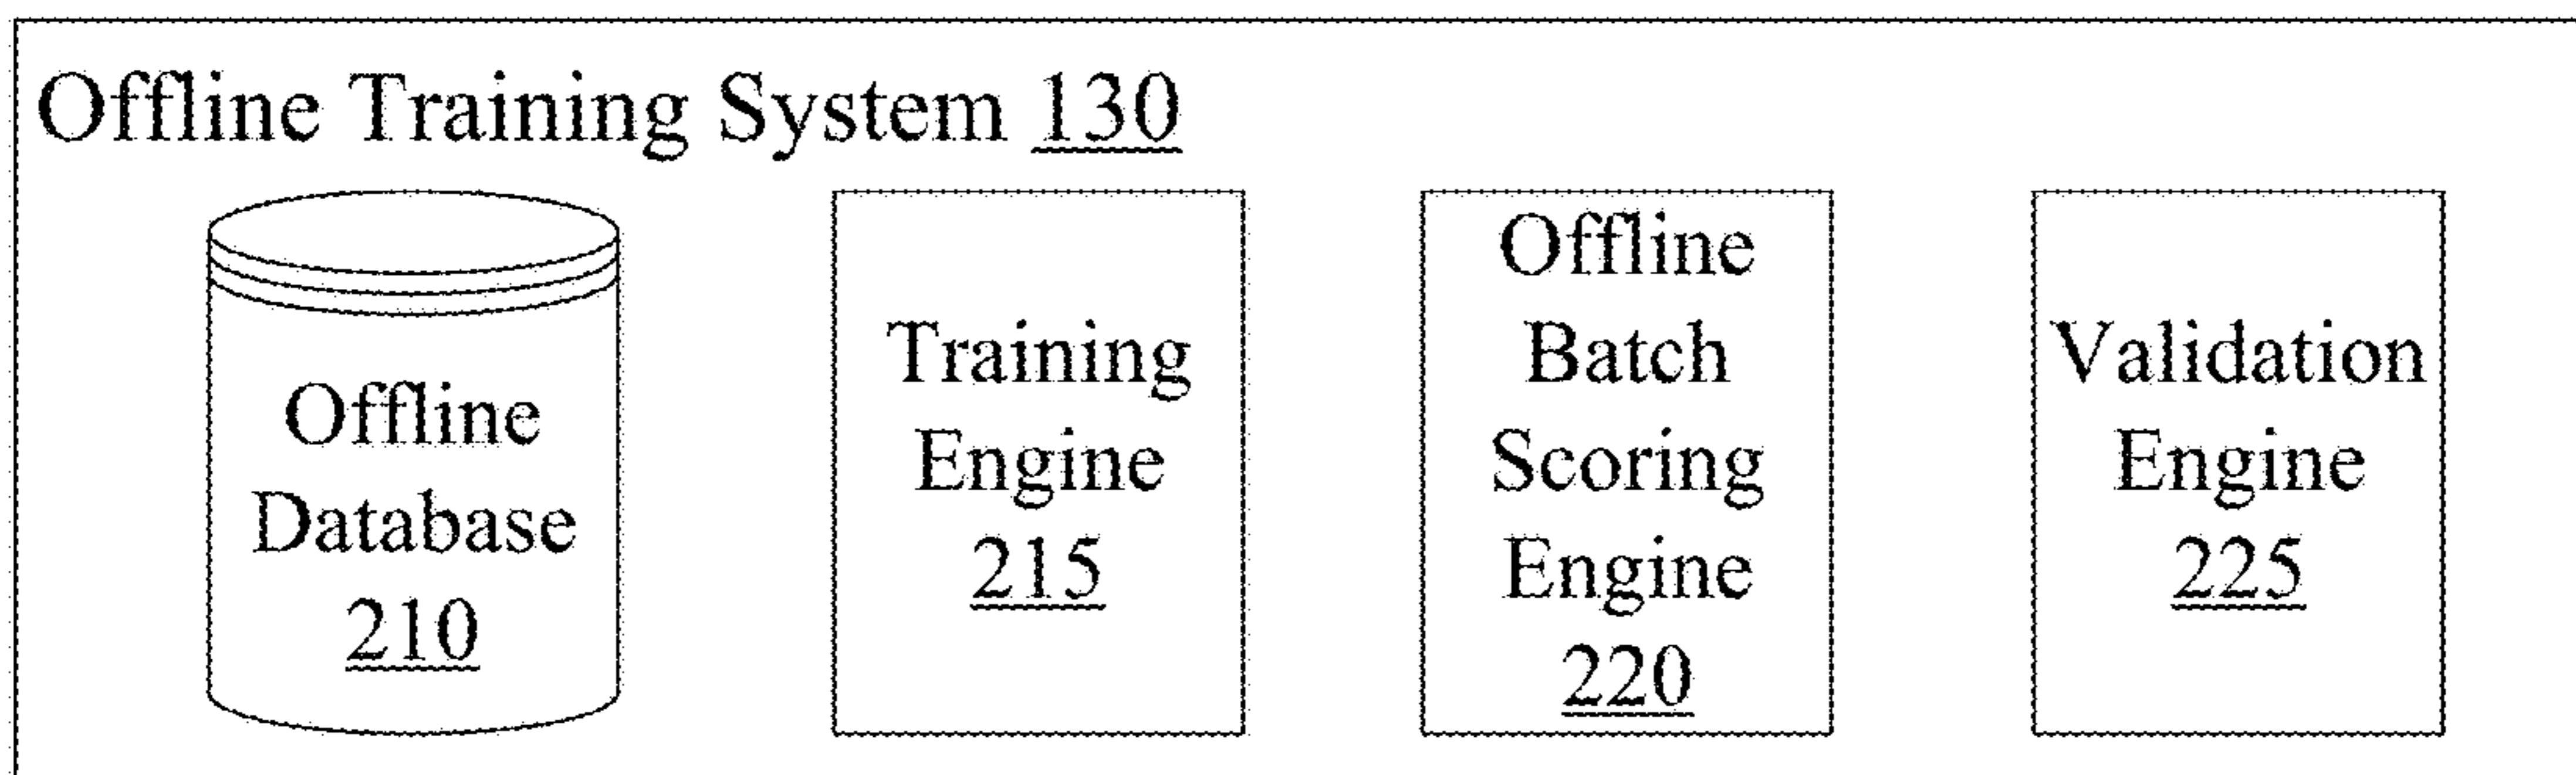 Offline Training System 130
Offline
Database
210
Training
Engine
215
Offline
Batch
Scoring
Engine
220
Validation
Engine
225